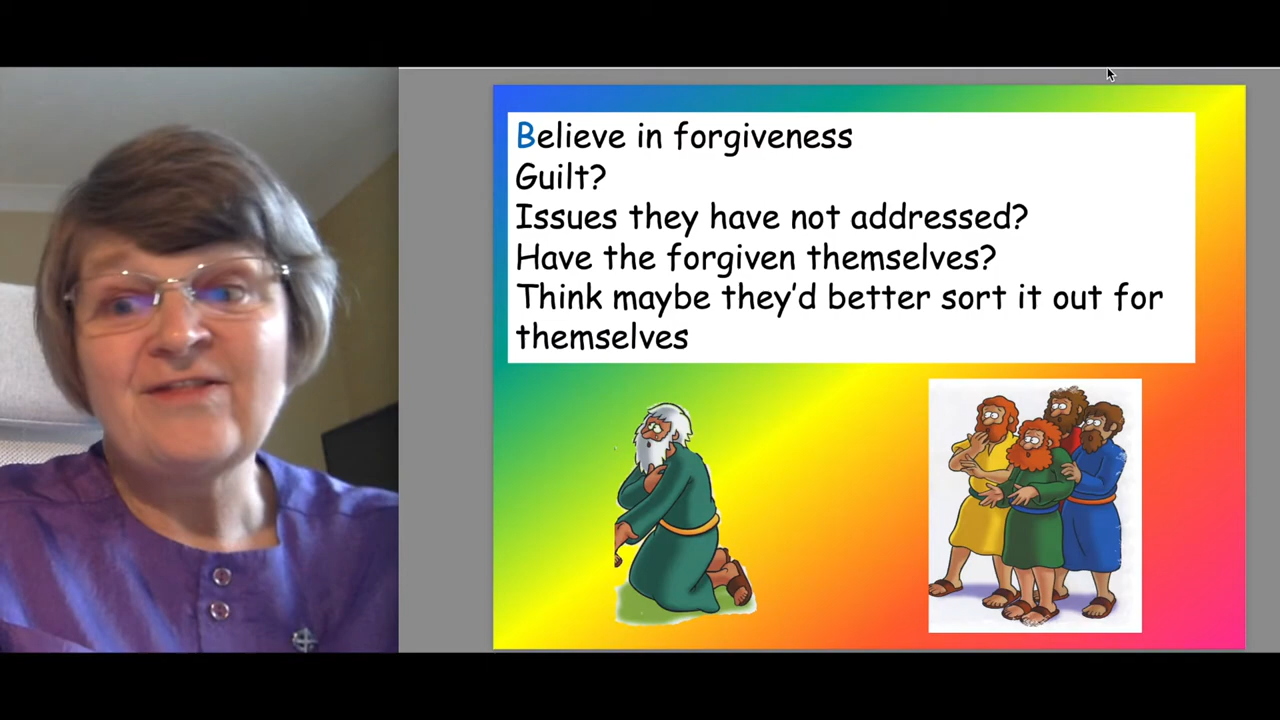 Believe in forgiveness
Guilt?
Issues they have not addressed?
Have the forgiven themselves?
Think maybe they'd better sort it out for
themselves